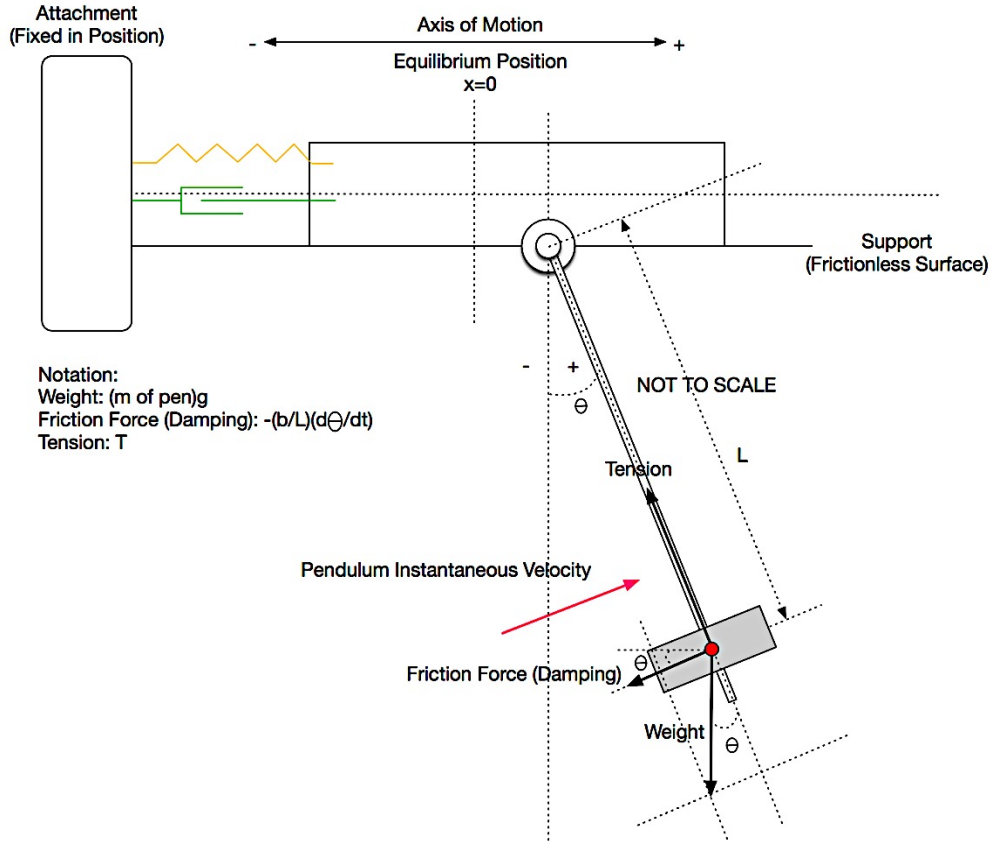 Attachment
(Fixed in Position)
- Axis of Motion +
Equilibrium Position
x=0
Support
(Frictionless Surface)
Notation:
Weight: (m of pen)g
Friction Force (Damping): -(b/L)(dΘ/dt)
Tension: T
- +
Θ
NOT TO SCALE
L
Tension
Pendulum Instantaneous Velocity
Θ
Friction Force (Damping)
Weight
Θ